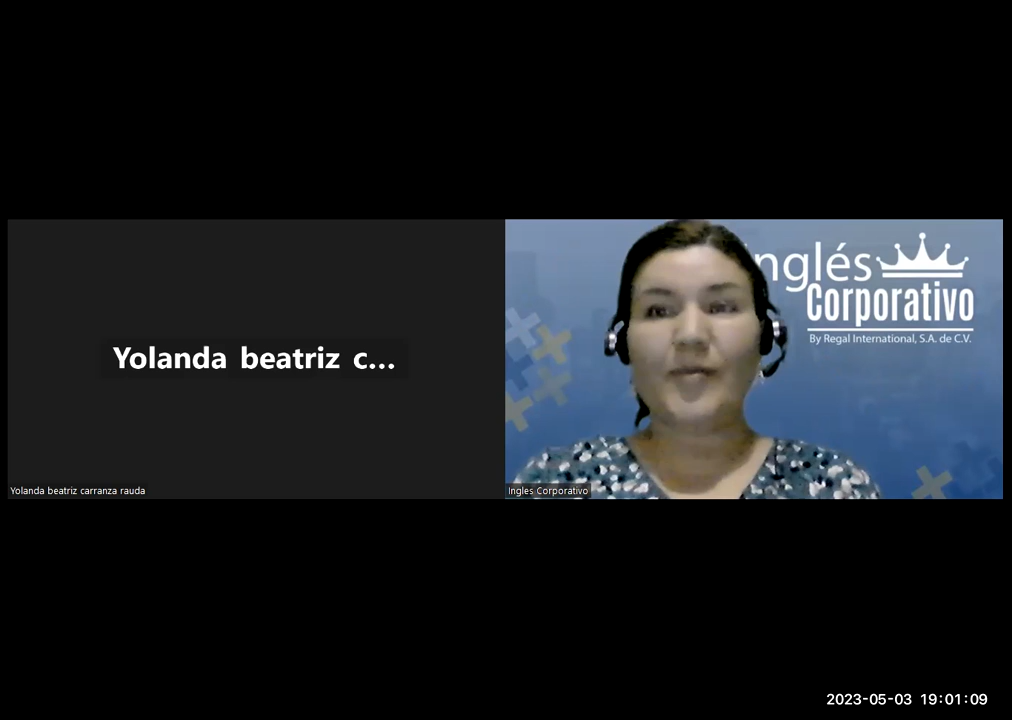 Yolanda beatriz c...
Yolanda beatriz carranza rauda
inglés
Corporativo
By Regal International, S.A. de C.V.
Ingles Corporativo
2023-05-03 19:01:09